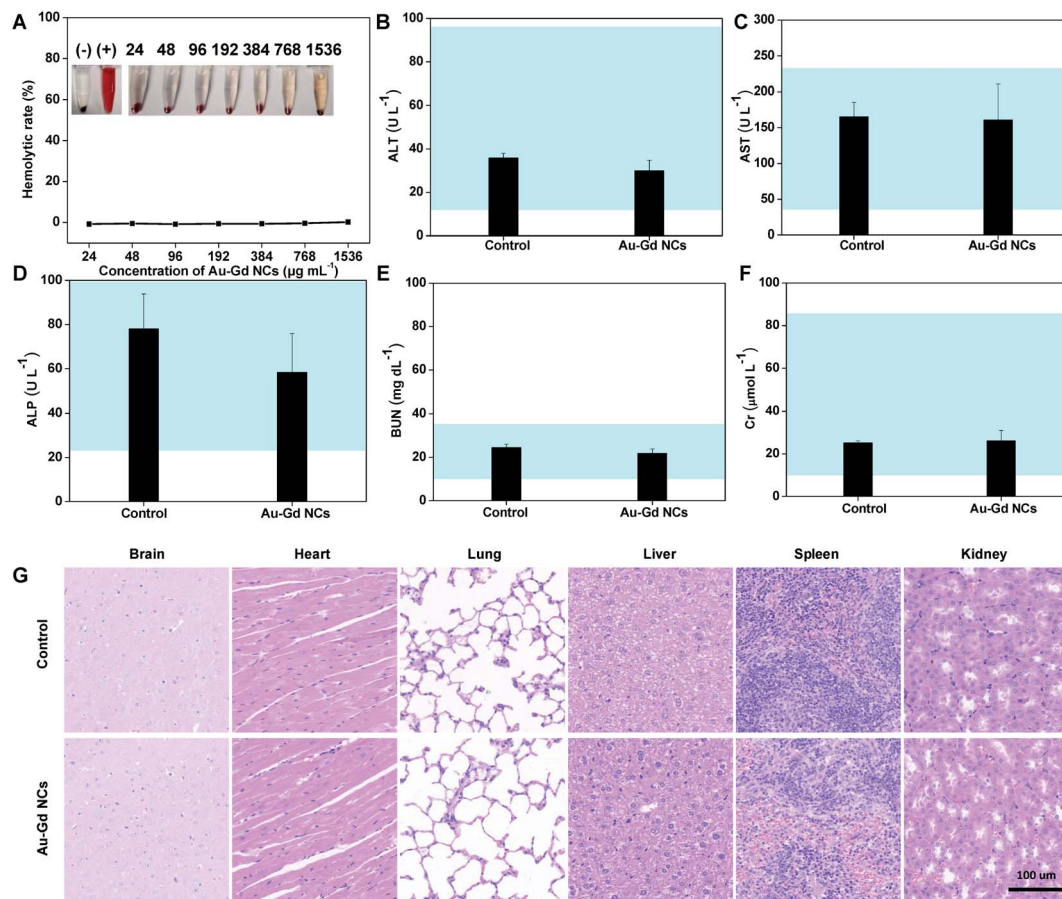 A
100
80
60
40
20
0
Hemolytic rate (%)
(-) (+) 24 48 96 192 384 768 1536
24 48 96 192 384 768 1536
Concentration of Au-Gd NCs (µg mL⁻¹)
B
100
80
60
40
20
0
ALT (U L⁻¹)
Control Au-Gd NCs
C
300
250
200
150
100
50
0
AST (U L⁻¹)
Control Au-Gd NCs
D
100
80
60
40
20
0
ALP (U L⁻¹)
Control Au-Gd NCs
E
100
80
60
40
20
0
BUN (mg dL⁻¹)
Control Au-Gd NCs
F
100
80
60
40
20
0
Cr (µmol L⁻¹)
Control Au-Gd NCs
G
Brain Heart Lung Liver Spleen Kidney
Control
Au-Gd NCs
100 um